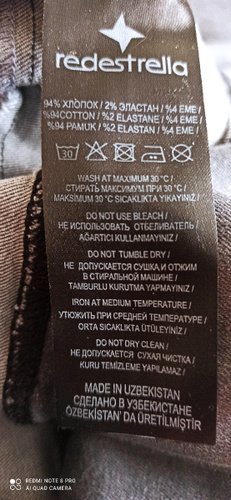 redestrella
94% ХЛОПОК / 2% ЭЛАСТАН / %4 EME /
%94COTTON / %2 ELASTANE / %4 EME /
%94 PAMUK / %2 Elastan / %4 EME /
30
WASH AT MAXIMUM 30 °C /
СТИРАТЬ МАКСИМУМ ПРИ 30 °C /
MAKSIMUM 30 °C SICAKLIKTA YIKAYINIZ /
DO NOT USE BLEACH /
НЕ ИСПОЛЬЗОВАТЬ ОТБЕЛИВАТЕЛЬ /
AĞARTICI KULLANMAYINIZ /
DO NOT TUMBLE DRY /
НЕ ДОПУСКАЕТСЯ СУШКА И ОТЖИМ
В СТИРАЛЬНОЙ МАШИНЕ /
TAMBURLU KURUTMA YAPMAYINIZ /
IRON AT MEDIUM TEMPERATURE /
УТЮЖИТЬ ПРИ СРЕДНЕЙ ТЕМПЕРАТУРЕ /
ORTA SICAKLIKTA ÜTÜLEYİNİZ /
DO NOT DRY CLEAN /
НЕ ДОПУСКАЕТСЯ СУХАЯ ЧИСТКА /
KURU TEMİZLEME YAPILAMAZ /
MADE IN UZBEKISTAN
СДЕЛАНО В УЗБЕКИСТАНЕ
ÖZBEKİSTAN' DA ÜRETİLMİŞTİR
REDMI NOTE 8 PRO
AI QUAD CAMERA